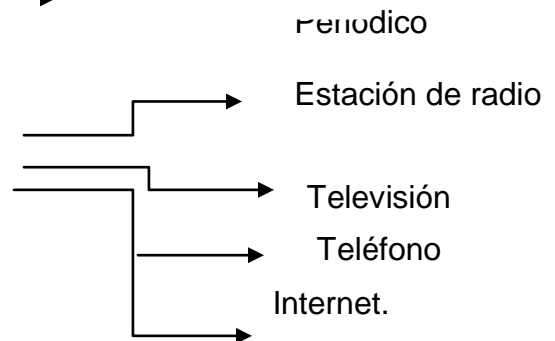 Periodico
Estación de radio
Televisión
Teléfono
Internet.